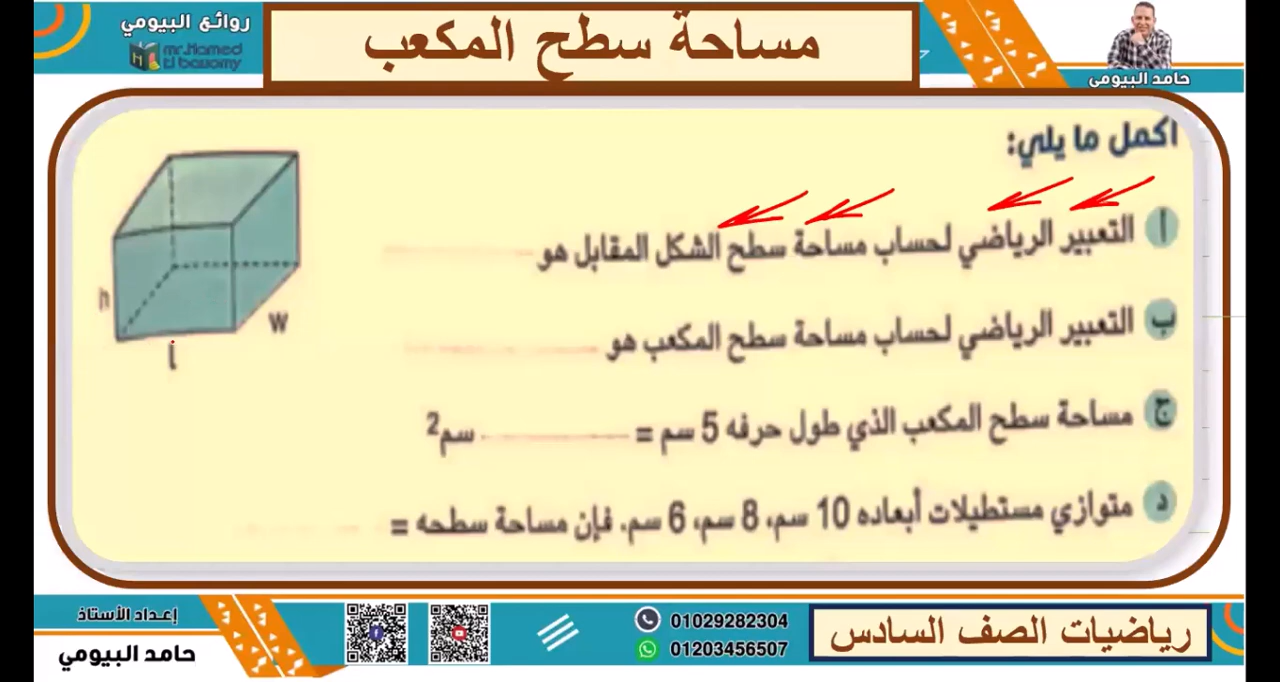 روائع البيومي
mr.Hamed
El bauomy
مساحة سطح المكعب
حامد البيومي
أكمل ما يلي:
أ التعبير الرياضي لحساب مساحة سطح الشكل المقابل هو
ب التعبير الرياضي لحساب مساحة سطح المكعب هو
ج مساحة سطح المكعب الذي طول حرفه 5 سم = سم2
د متوازي مستطيلات أبعاده 10 سم، 8 سم، 6 سم. فإن مساحة سطحه =
h
l
w
إعداد الأستاذ
حامد البيومي
01029282304
01203456507
رياضيات الصف السادس